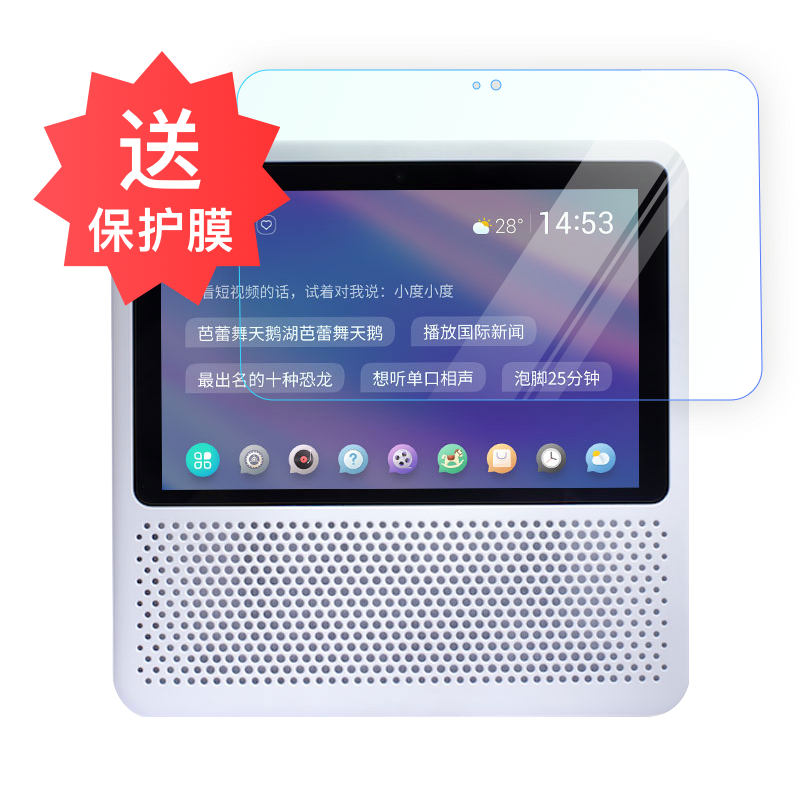 送
保护膜
28° 14:53
看短视频的话，试着对我说：小度小度
芭蕾舞天鹅湖芭蕾舞天鹅
播放国际新闻
最出名的十种恐龙
想听单口相声
泡脚25分钟